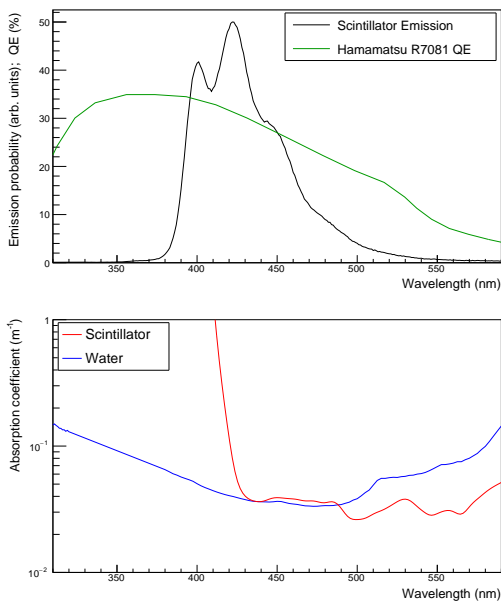 Emission probability (arb. units);  QE (%)
Scintillator Emission
Hamamatsu R7081 QE
50
40
30
20
10
0
350 400 450 500 550
Wavelength (nm)
Absorption coefficient (m⁻¹)
Scintillator
Water
1
10⁻¹
10⁻²
350 400 450 500 550
Wavelength (nm)